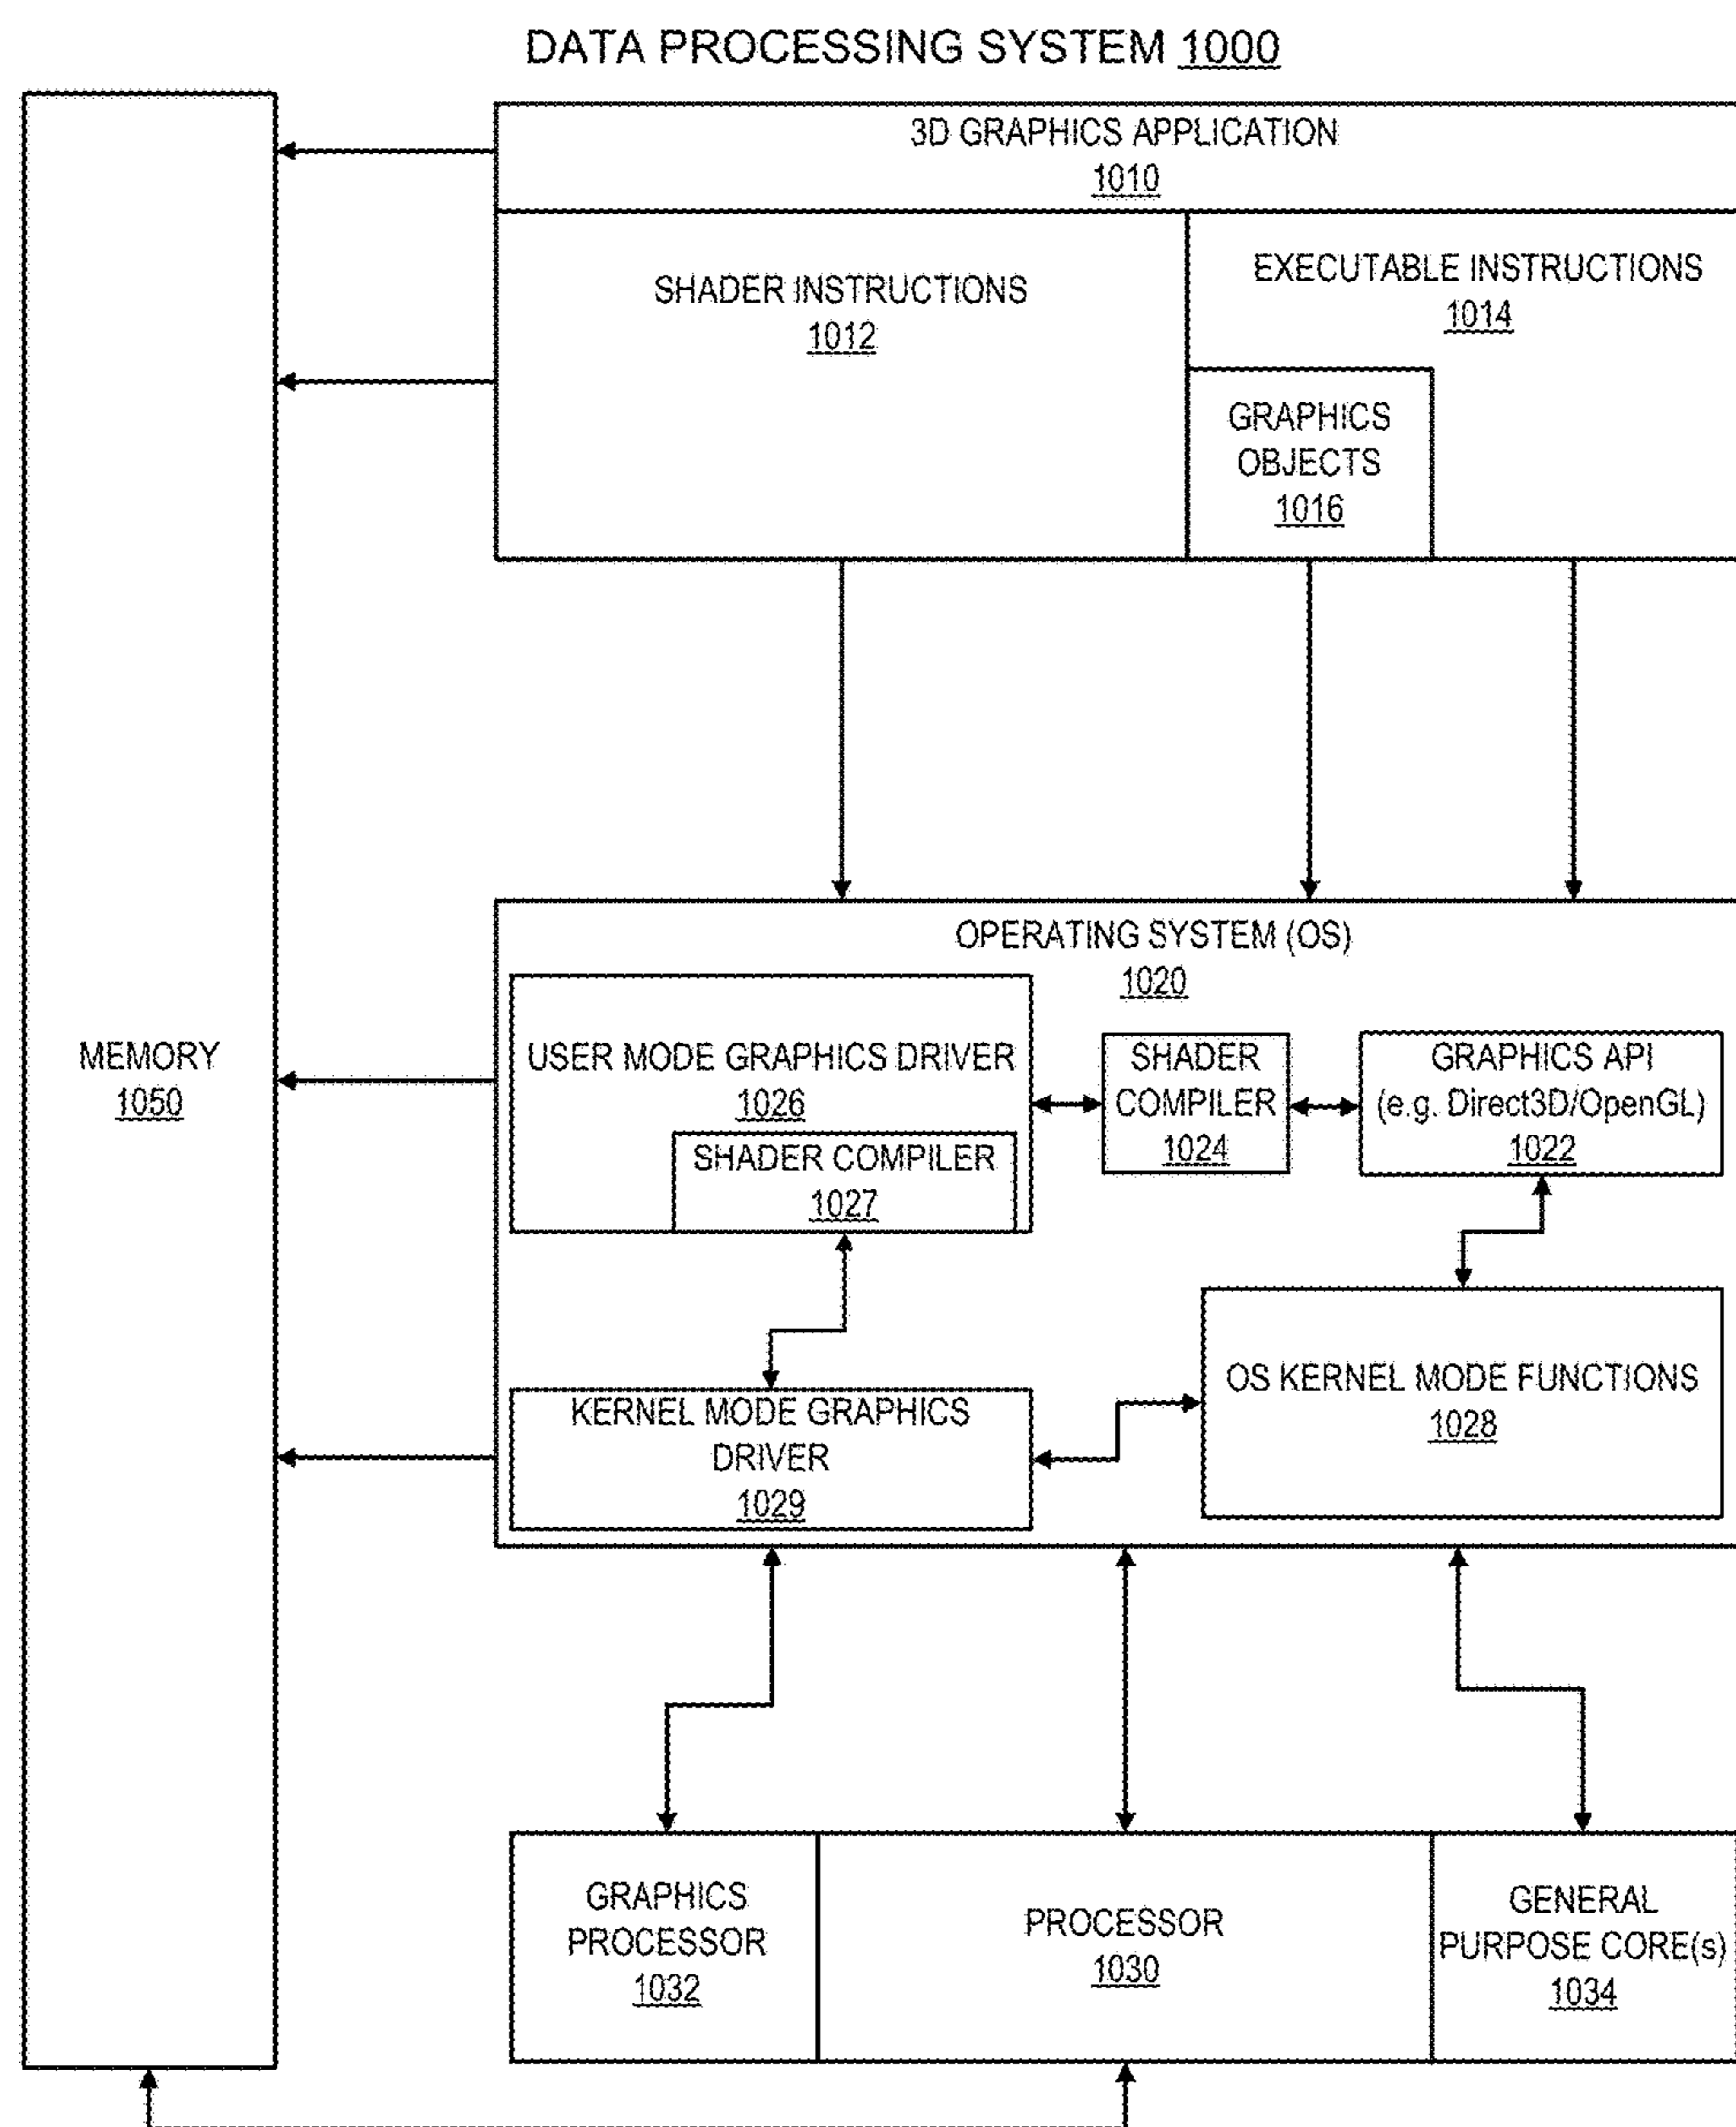 DATA PROCESSING SYSTEM 1000
3D GRAPHICS APPLICATION
1010
SHADER INSTRUCTIONS
1012
EXECUTABLE INSTRUCTIONS
1014
GRAPHICS
OBJECTS
1016
OPERATING SYSTEM (OS)
1020
MEMORY
1050
USER MODE GRAPHICS DRIVER
1026
SHADER COMPILER
1027
SHADER
COMPILER
1024
GRAPHICS API
(e.g. Direct3D/OpenGL)
1022
KERNEL MODE GRAPHICS
DRIVER
1029
OS KERNEL MODE FUNCTIONS
1028
GRAPHICS
PROCESSOR
1032
PROCESSOR
1030
GENERAL
PURPOSE CORE(s)
1034